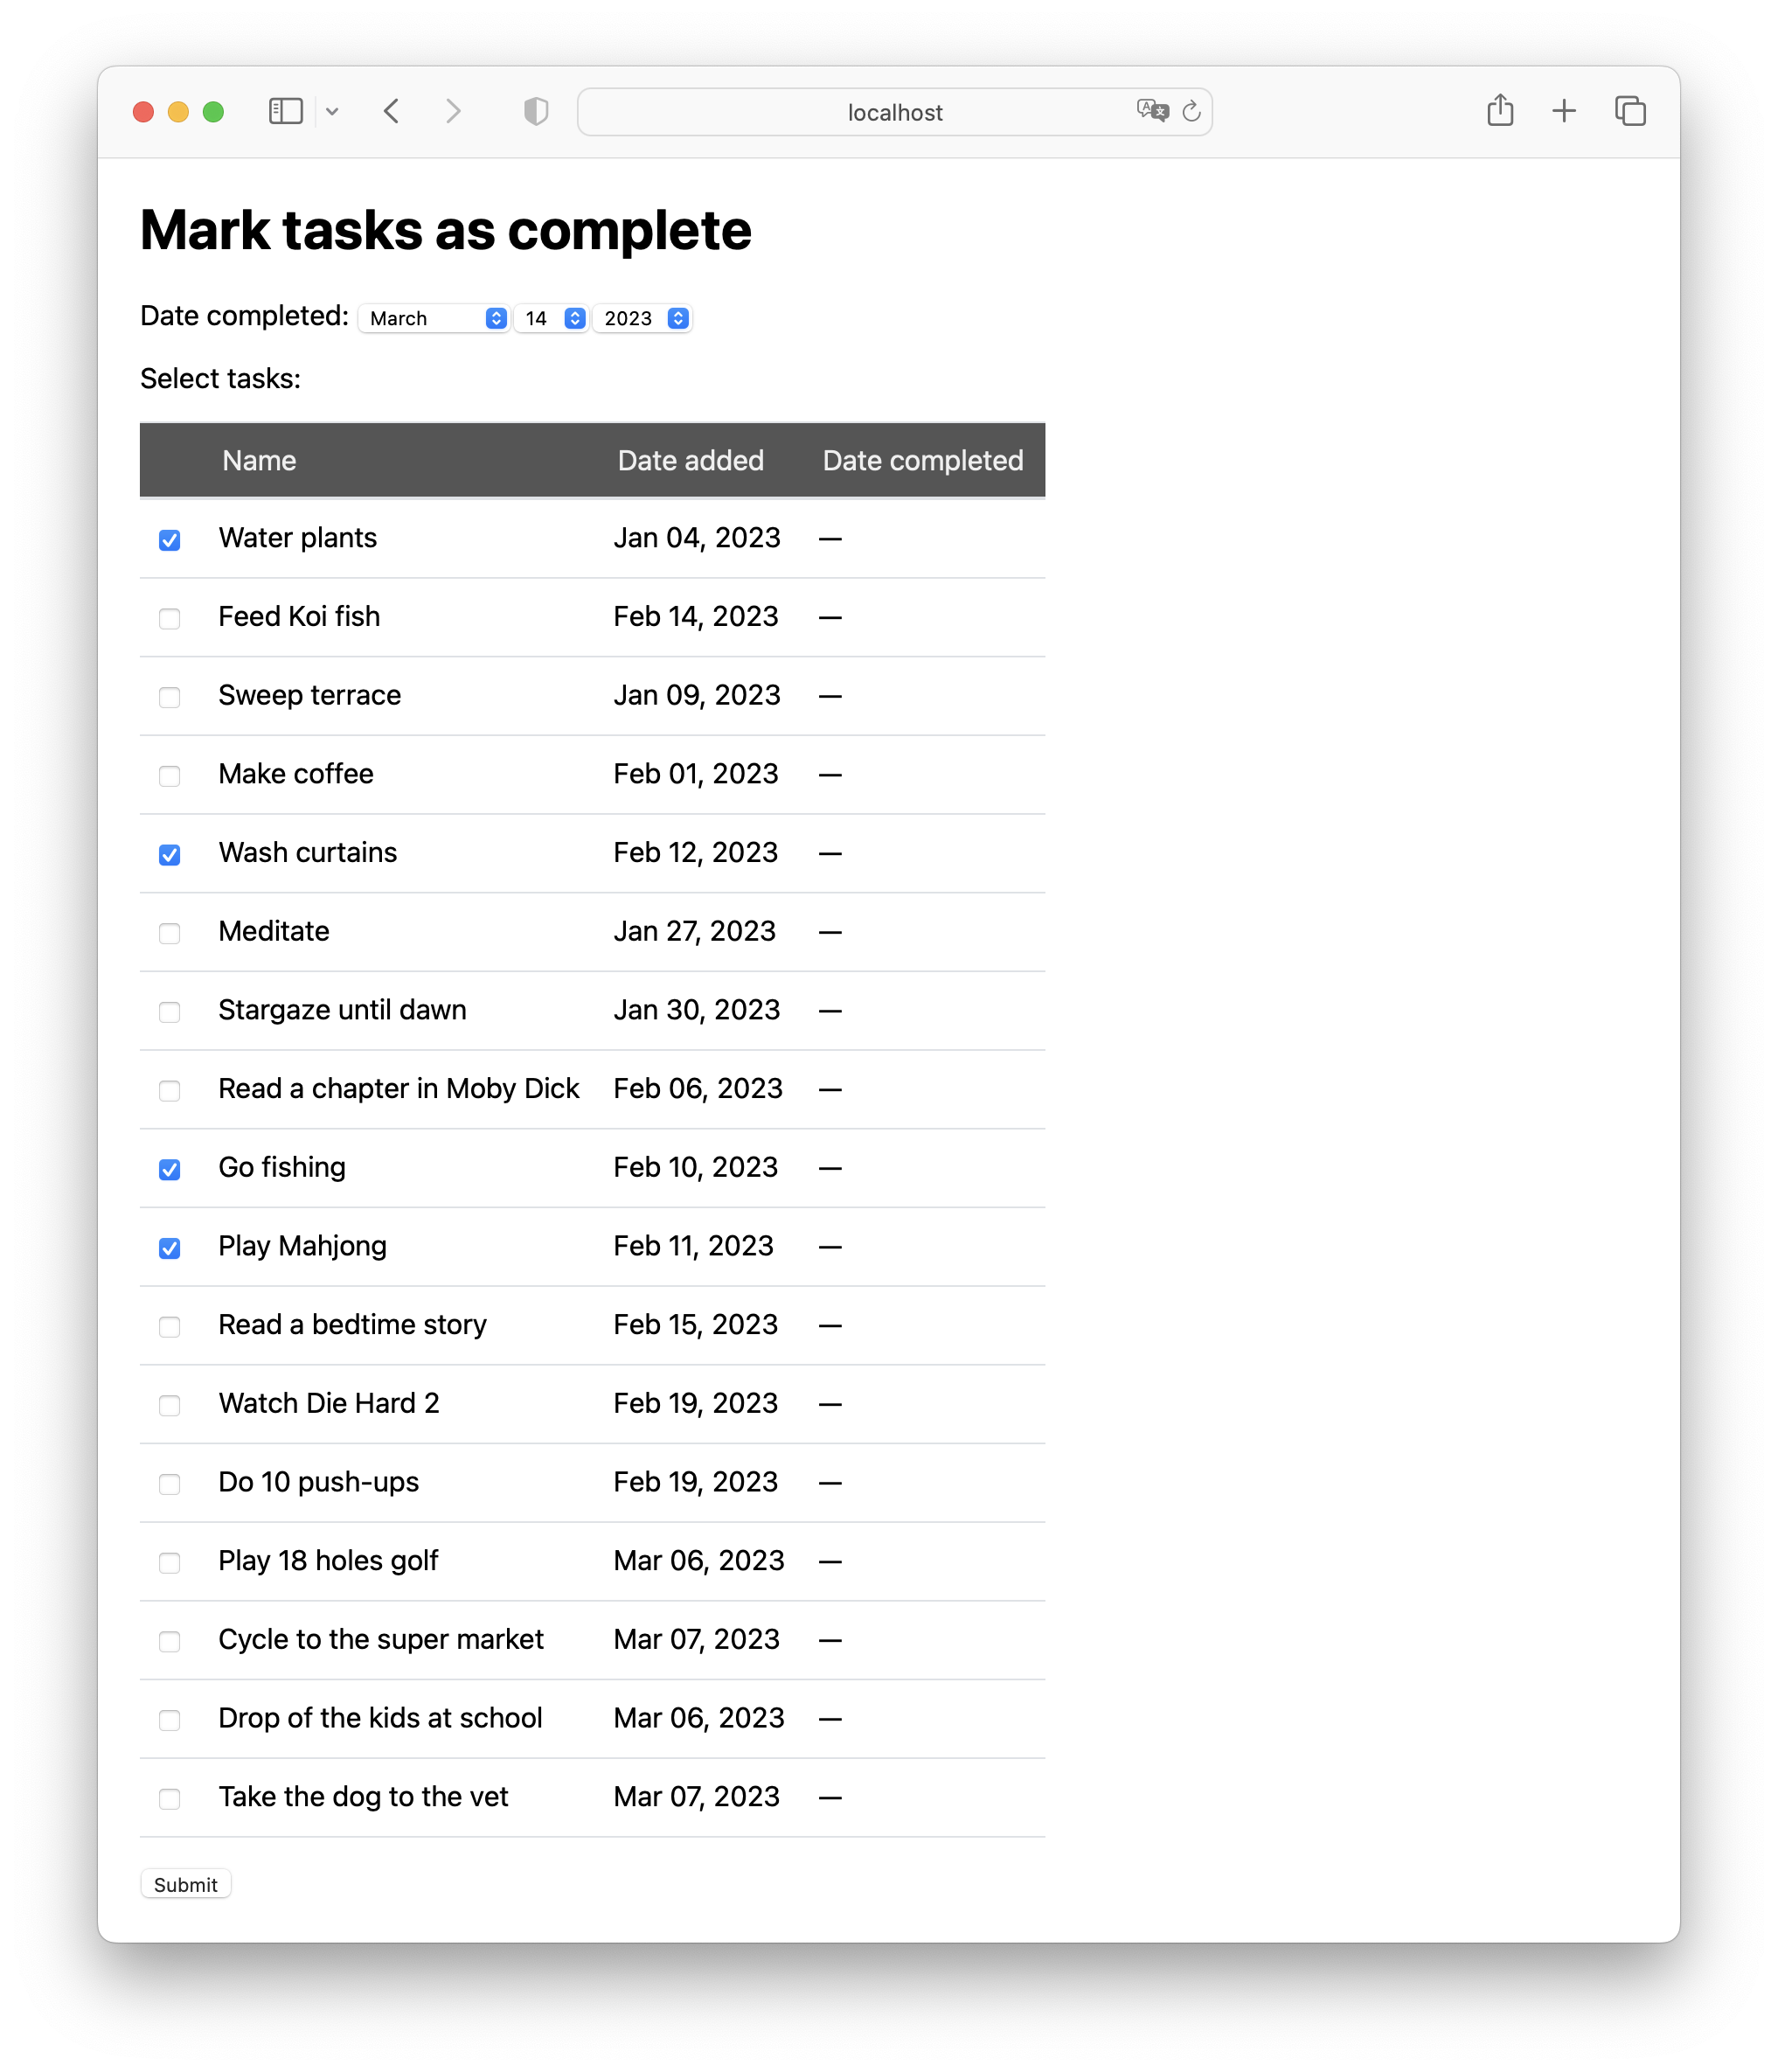 localhost
Mark tasks as complete
Date completed: March 14 2023
Select tasks:
Name Date added Date completed
Water plants Jan 04, 2023 —
Feed Koi fish Feb 14, 2023 —
Sweep terrace Jan 09, 2023 —
Make coffee Feb 01, 2023 —
Wash curtains Feb 12, 2023 —
Meditate Jan 27, 2023 —
Stargaze until dawn Jan 30, 2023 —
Read a chapter in Moby Dick Feb 06, 2023 —
Go fishing Feb 10, 2023 —
Play Mahjong Feb 11, 2023 —
Read a bedtime story Feb 15, 2023 —
Watch Die Hard 2 Feb 19, 2023 —
Do 10 push-ups Feb 19, 2023 —
Play 18 holes golf Mar 06, 2023 —
Cycle to the super market Mar 07, 2023 —
Drop of the kids at school Mar 06, 2023 —
Take the dog to the vet Mar 07, 2023 —
Submit